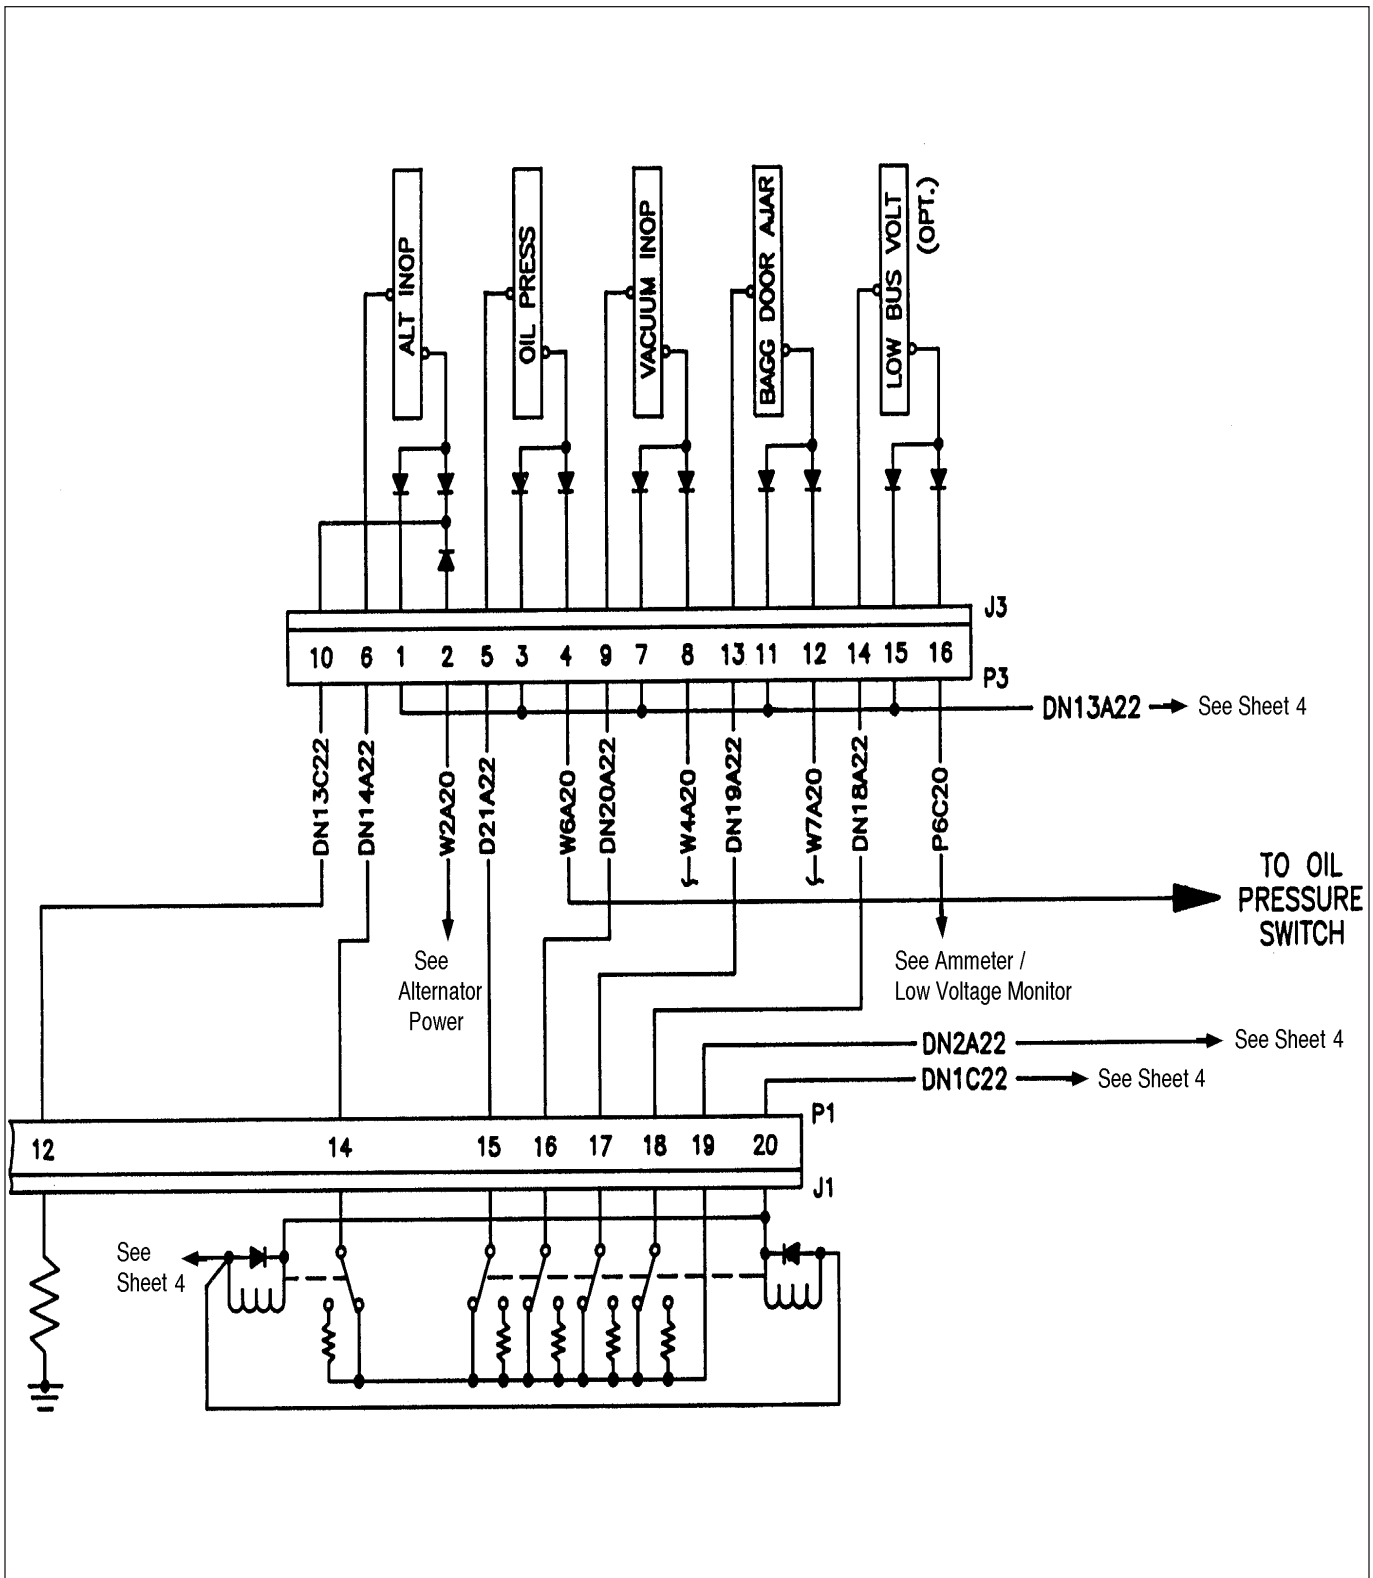 ALT INOP
OIL PRESS
VACUUM INOP
BAGG DOOR AJAR
LOW BUS VOLT
(OPT.)
J3
10 6 1 2 5 3 4 9 7 8 13 11 12 14 15 16
P3
DN13A22 See Sheet 4
DN13C22
DN14A22
W2A20
D21A22
W6A20
DN20A22
W4A20
DN19A22
W7A20
DN18A22
P6C20
TO OIL
PRESSURE
SWITCH
See
Alternator
Power
See Ammeter /
Low Voltage Monitor
DN2A22 See Sheet 4
DN1C22 See Sheet 4
P1
12 14 15 16 17 18 19 20
J1
See
Sheet 4